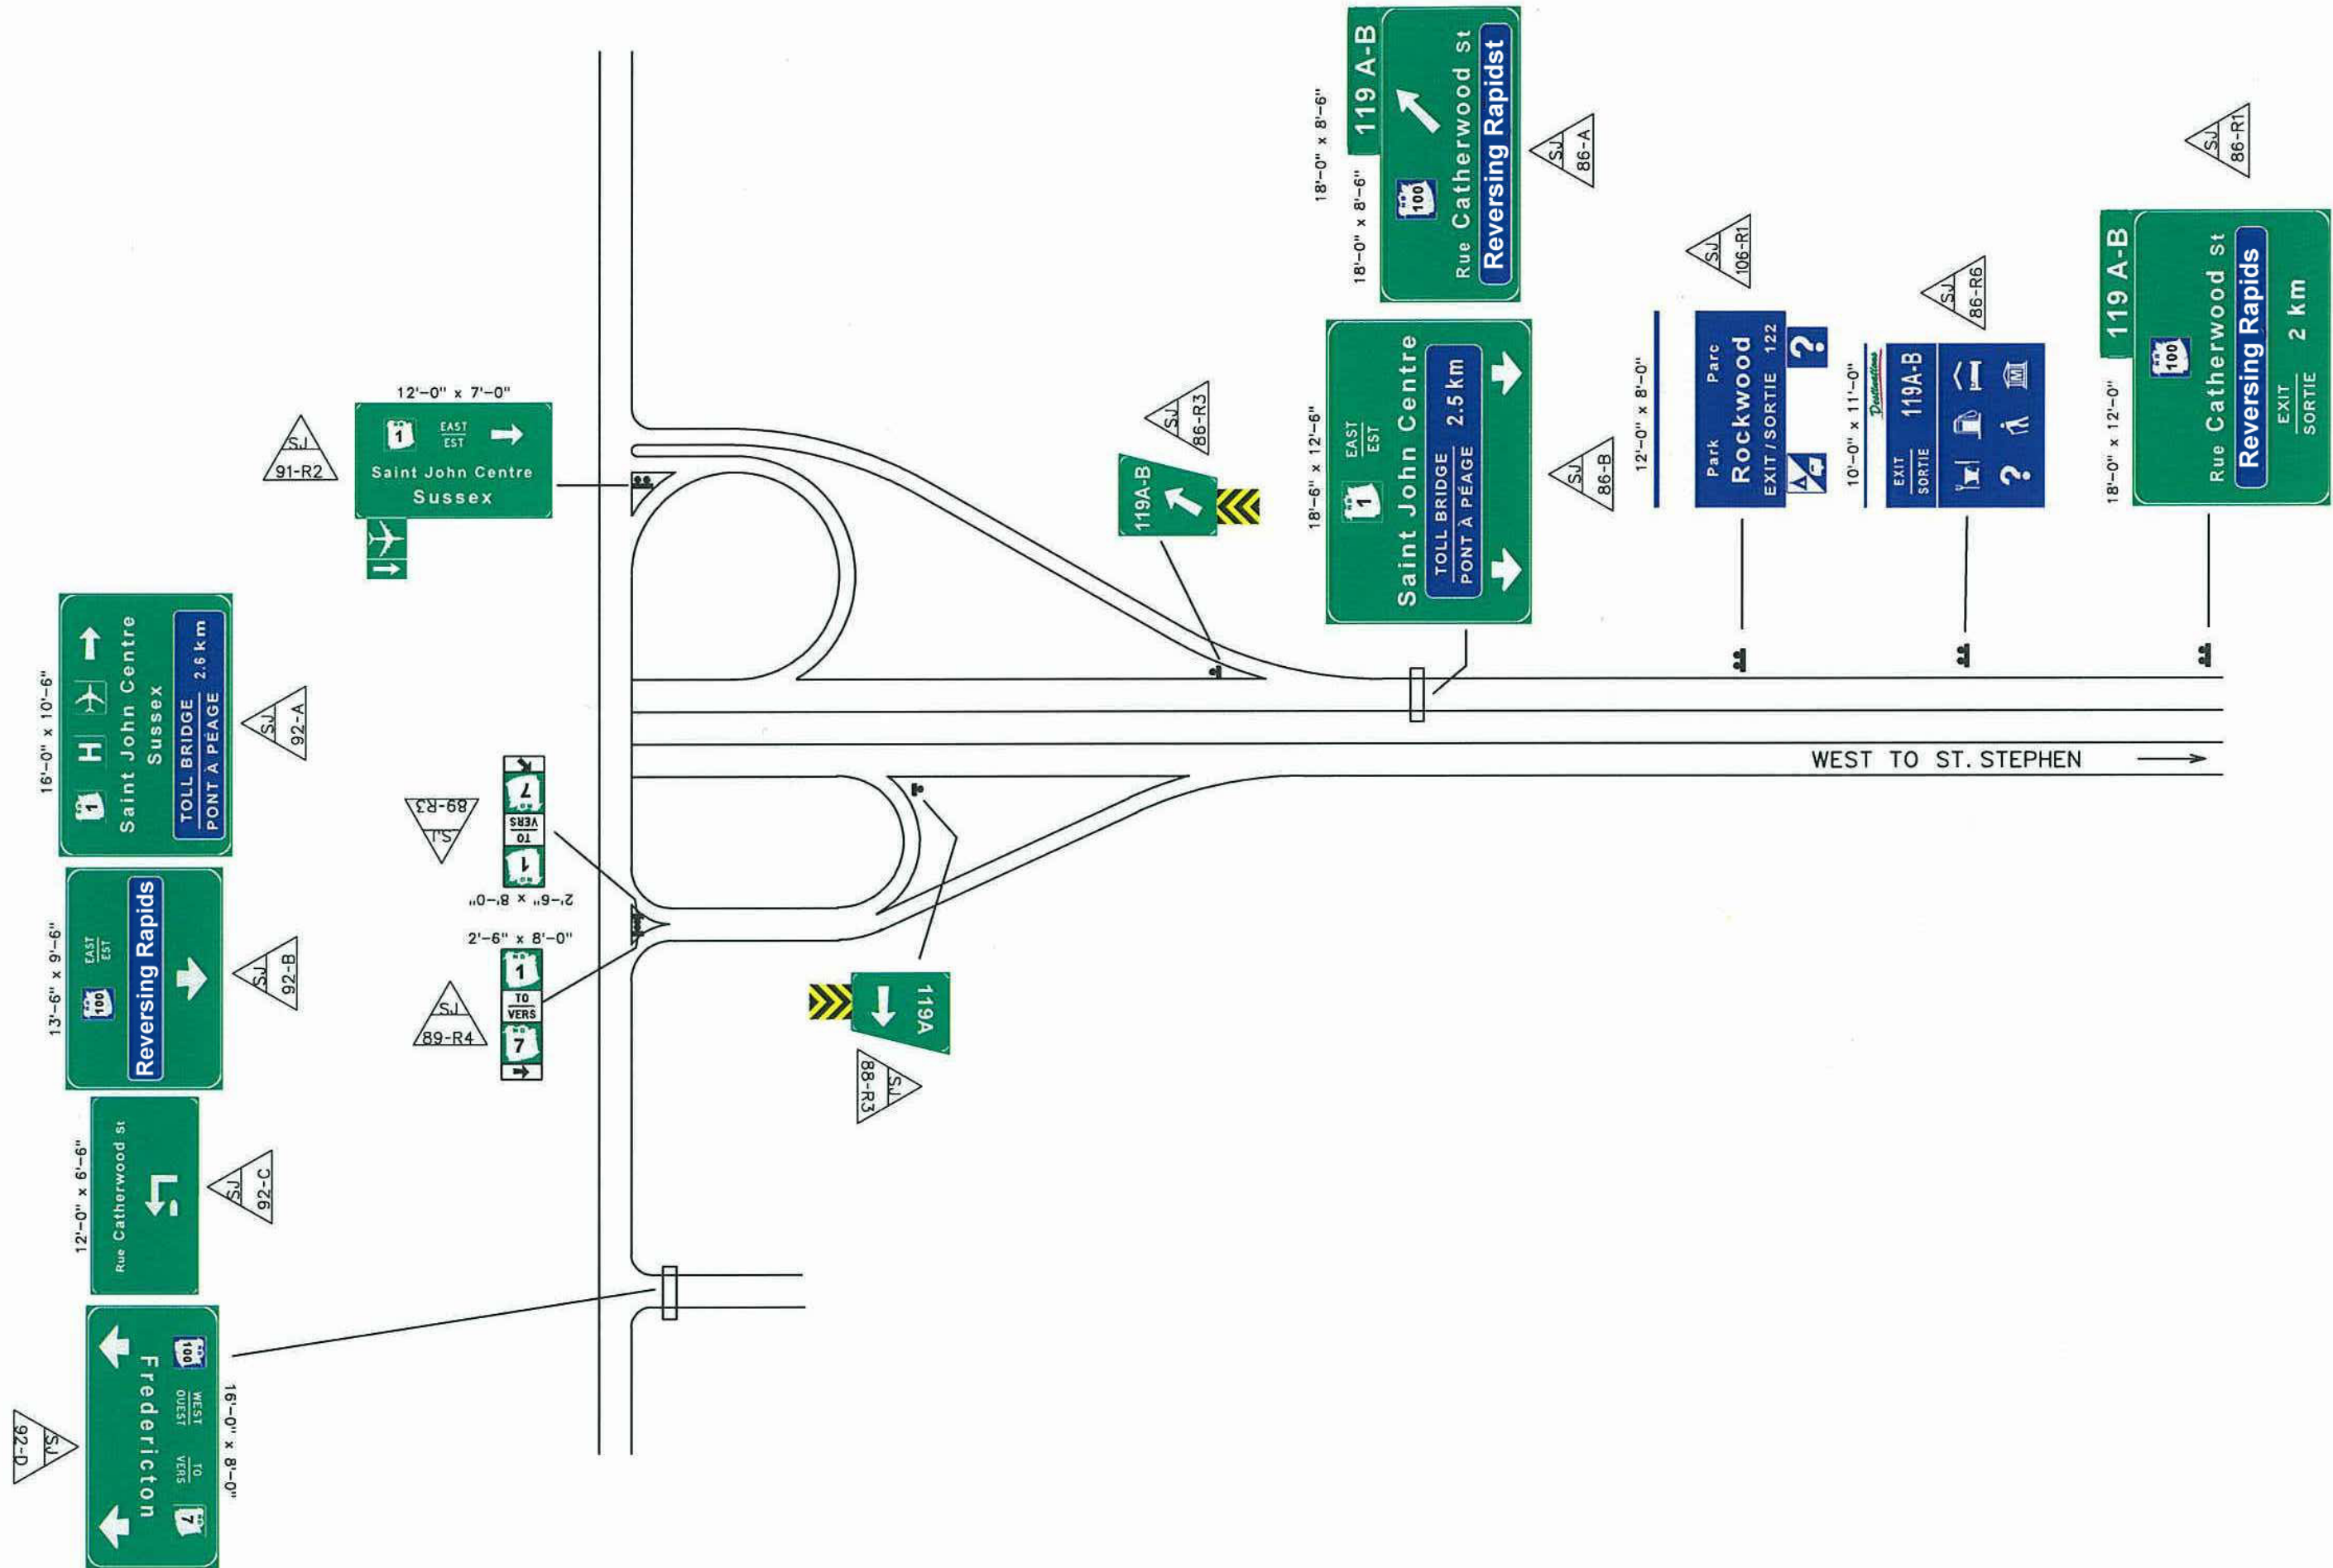 12'-0" x 7'-0"
1
EAST
EST
Saint John Centre
Sussex
SJ
91-R2
16'-0" x 10'-6"
1 H
Saint John Centre
Sussex
TOLL BRIDGE
PONT À PÉAGE 2.6 km
SJ
92-A
13'-6" x 9'-6"
100
EAST
EST
Reversing Rapids
SJ
92-B
12'-0" x 6'-6"
Rue Catherwood St
SJ
92-C
16'-0" x 8'-0"
7
TO
VERS
WEST
OUEST
100
Fredericton
SJ
92-D
SJ
89-R3
1
TO
VERS
7
2'-6" x 8'-0"
2'-6" x 8'-0"
1
TO
VERS
7
SJ
89-R4
119A
SJ
88-R3
119A-B
SJ
86-R3
18'-0" x 8'-6"
18'-0" x 8'-6"
119 A-B
100
Rue Catherwood St
Reversing Rapidst
SJ
86-A
18'-6" x 12'-6"
1
EAST
EST
Saint John Centre
TOLL BRIDGE
PONT À PÉAGE 2.5 km
SJ
86-B
12'-0" x 8'-0"
Park Parc
Rockwood
EXIT / SORTIE 122
?
SJ
106-R1
10'-0" x 11'-0"
Destinations
EXIT
SORTIE
119A-B
?
SJ
86-R6
18'-0" x 12'-0"
119 A-B
100
Rue Catherwood St
Reversing Rapids
EXIT
SORTIE
2 km
SJ
86-R1
WEST TO ST. STEPHEN